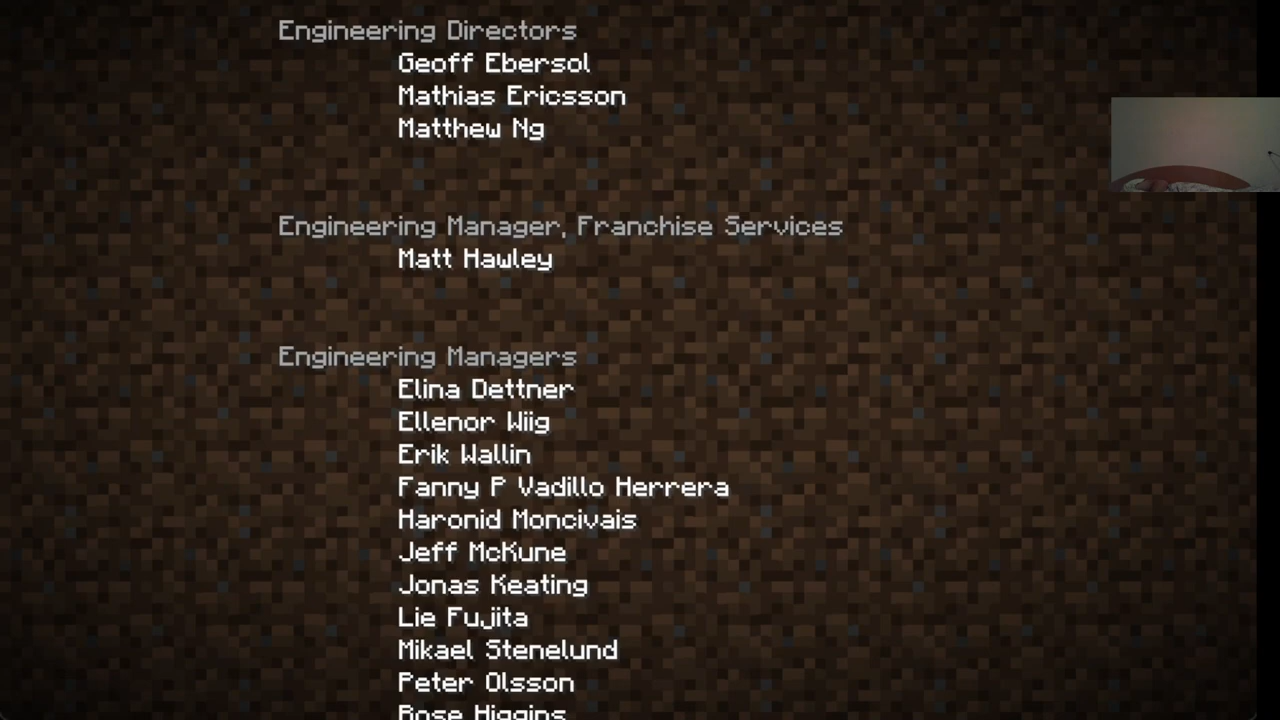 Engineering Directors
Geoff Ebersol
Mathias Ericsson
Matthew Ng
Engineering Manager, Franchise Services
Matt Hawley
Engineering Managers
Elina Dettner
Ellenor Wiig
Erik Wallin
Fanny P Vadillo Herrera
Haronid Moncivais
Jeff McKune
Jonas Keating
Lie Fujita
Mikael Stenelund
Peter Olsson
Rose Higgins